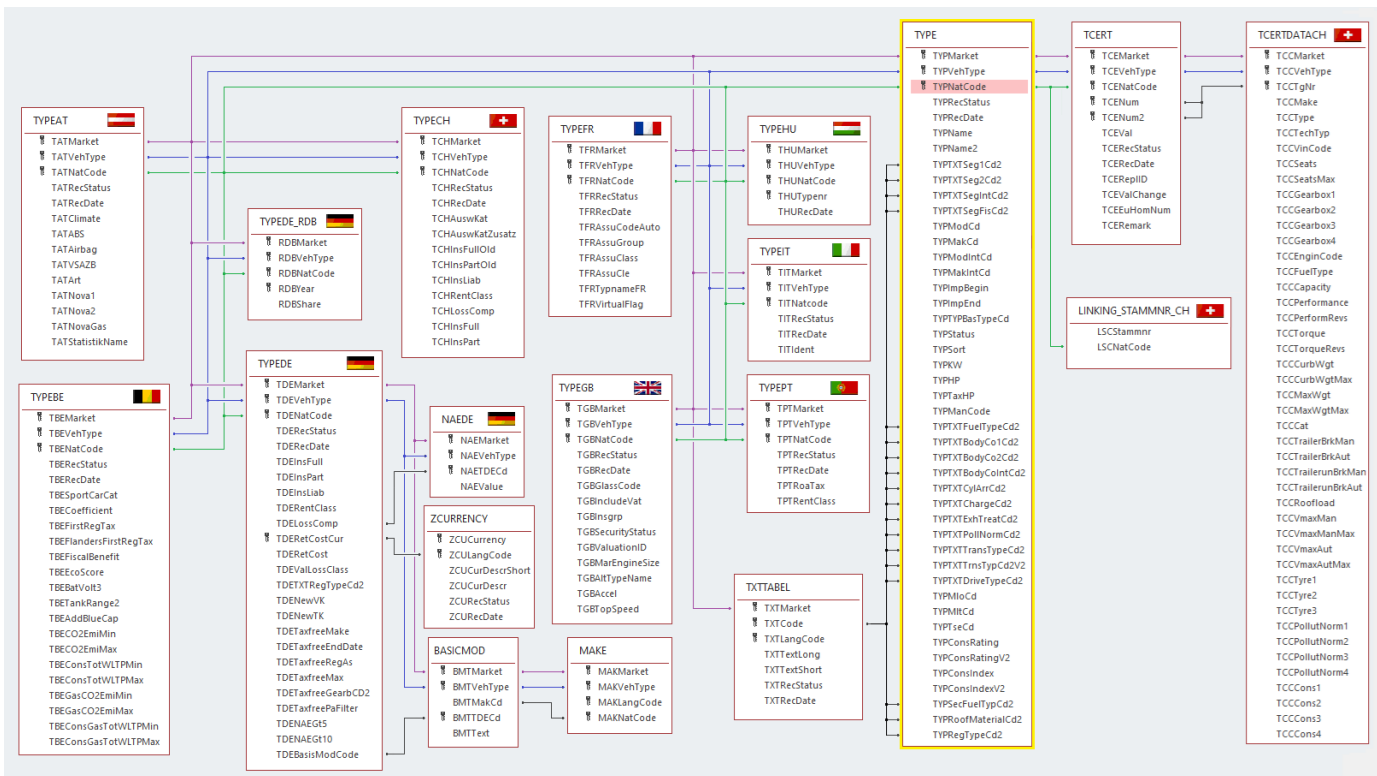 TYPE
TYPMarket
TYPVehType
TYPNatCode
TYPRecStatus
TYPRecDate
TYPName
TYPName2
TYPTXTSeg1Cd2
TYPTXTSeg2Cd2
TYPTXTSegIntCd2
TYPTXTSegFisCd2
TYPModCd
TYPMakCd
TYPModIntCd
TYPMakIntCd
TYPImpBegin
TYPImpEnd
TYPTYPBasTypeCd
TYPStatus
TYPSort
TYPKW
TYPHP
TYPTaxHP
TYPManCode
TYPTXTFuelTypeCd2
TYPTXTBodyCo1Cd2
TYPTXTBodyCo2Cd2
TYPTXTBodyCoIntCd2
TYPTXTCylArrCd2
TYPTXTChargeCd2
TYPTXTExhTreatCd2
TYPTXTPollNormCd2
TYPTXTTransTypeCd2
TYPTXTTrnsTypCd2V2
TYPTXTDriveTypeCd2
TYPMloCd
TYPMltCd
TYPTseCd
TYPConsRating
TYPConsRatingV2
TYPConsIndex
TYPConsIndexV2
TYPSecFuelTypCd2
TYPRoofMaterialCd2
TYPRegTypeCd2
TCERT
TCEMarket
TCEVehType
TCENatCode
TCENum
TCENum2
TCEVal
TCERecStatus
TCERecDate
TCEReplID
TCEValChange
TCEEuHomNum
TCERemark
TCERTDATACH
TCCMarket
TCCVehType
TCCTgNr
TCCMake
TCCType
TCCTechTyp
TCCVinCode
TCCSeats
TCCSeatsMax
TCCGearbox1
TCCGearbox2
TCCGearbox3
TCCGearbox4
TCCEnginCode
TCCFuelType
TCCCapacity
TCCPerformance
TCCPerformRevs
TCCTorque
TCCTorqueRevs
TCCCurbWgt
TCCCurbWgtMax
TCCMaxWgt
TCCMaxWgtMax
TCCCat
TCCTrailerBrkMan
TCCTrailerBrkAut
TCCTrailerunBrkMan
TCCTrailerunBrkAut
TCCRoofload
TCCVmaxMan
TCCVmaxManMax
TCCVmaxAut
TCCVmaxAutMax
TCCTyre1
TCCTyre2
TCCTyre3
TCCPollutNorm1
TCCPollutNorm2
TCCPollutNorm3
TCCPollutNorm4
TCCCons1
TCCCons2
TCCCons3
TCCCons4
TYPEAT
TATMarket
TATVehType
TATNatCode
TATRecStatus
TATRecDate
TATClimate
TATABS
TATAirbag
TATVSAZB
TATArt
TATNova1
TATNova2
TATNovaGas
TATStatistikName
TYPECH
TCHMarket
TCHVehType
TCHNatCode
TCHRecStatus
TCHRecDate
TCHAuswKat
TCHAuswKatZusatz
TCHInsFullOld
TCHInsPartOld
TCHInsLiab
TCHRentClass
TCHLossComp
TCHInsFull
TCHInsPart
TYPEFR
TFRMarket
TFRVehType
TFRNatCode
TFRRecStatus
TFRRecDate
TFRAssuCodeAuto
TFRAssuGroup
TFRAssuClass
TFRAssuCle
TFRTypnameFR
TFRVirtualFlag
TYPEHU
THUMarket
THUVehType
THUNatCode
THUTypenr
THURecDate
TYPEDE_RDB
RDBMarket
RDBVehType
RDBNatCode
RDBYear
RDBShare
TYPEIT
TITMarket
TITVehType
TITNatcode
TITRecStatus
TITRecDate
TITIdent
LINKING_STAMMNR_CH
LSCStammnr
LSCNatCode
TYPEDE
TDEMarket
TDEVehType
TDENatCode
TDERecStatus
TDERecDate
TDEInsFull
TDEInsPart
TDEInsLiab
TDERentClass
TDELossComp
TDERetCostCur
TDERetCost
TDEValLossClass
TDETXTRegTypeCd2
TDENewVK
TDENewTK
TDETaxfreeMake
TDETaxfreeEndDate
TDETaxfreeRegAs
TDETaxfreeMax
TDETaxfreeGearbCD2
TDETaxfreePaFilter
TDENAEGt5
TDENAEGt10
TDEBasisModCode
TYPEBE
TBEMarket
TBEVehType
TBENatCode
TBERecStatus
TBERecDate
TBESportCarCat
TBECoefficient
TBEFirstRegTax
TBEFlandersFirstRegTax
TBEFiscalBenefit
TBEEcoScore
TBEBatVolt3
TBETankRange2
TBEAddBlueCap
TBECO2EmiMin
TBECO2EmiMax
TBEConsTotWLTPMin
TBEConsTotWLTPMax
TBEGasCO2EmiMin
TBEGasCO2EmiMax
TBEConsGasTotWLTPMin
TBEConsGasTotWLTPMax
NAEDE
NAEMarket
NAEVehType
NAETDECd
NAEValue
TYPEGB
TGBMarket
TGBVehType
TGBNatCode
TGBRecStatus
TGBRecDate
TGBGlassCode
TGBIncludeVat
TGBInsgrp
TGBSecurityStatus
TGBValuationID
TGBMarEngineSize
TGBAltTypeName
TGBAccel
TGBTopSpeed
TYPEPT
TPTMarket
TPTVehType
TPTNatCode
TPTRecStatus
TPTRecDate
TPTRoaTax
TPTRentClass
ZCURRENCY
ZCUCurrency
ZCULangCode
ZCUCurDescrShort
ZCUCurDescr
ZCURecStatus
ZCURecDate
TXTTABEL
TXTMarket
TXTCode
TXTLangCode
TXTTextLong
TXTTextShort
TXTRecStatus
TXTRecDate
BASICMOD
BMTMarket
BMTVehType
BMTMakCd
BMTTDECd
BMTText
MAKE
MAKMarket
MAKVehType
MAKLangCode
MAKNatCode